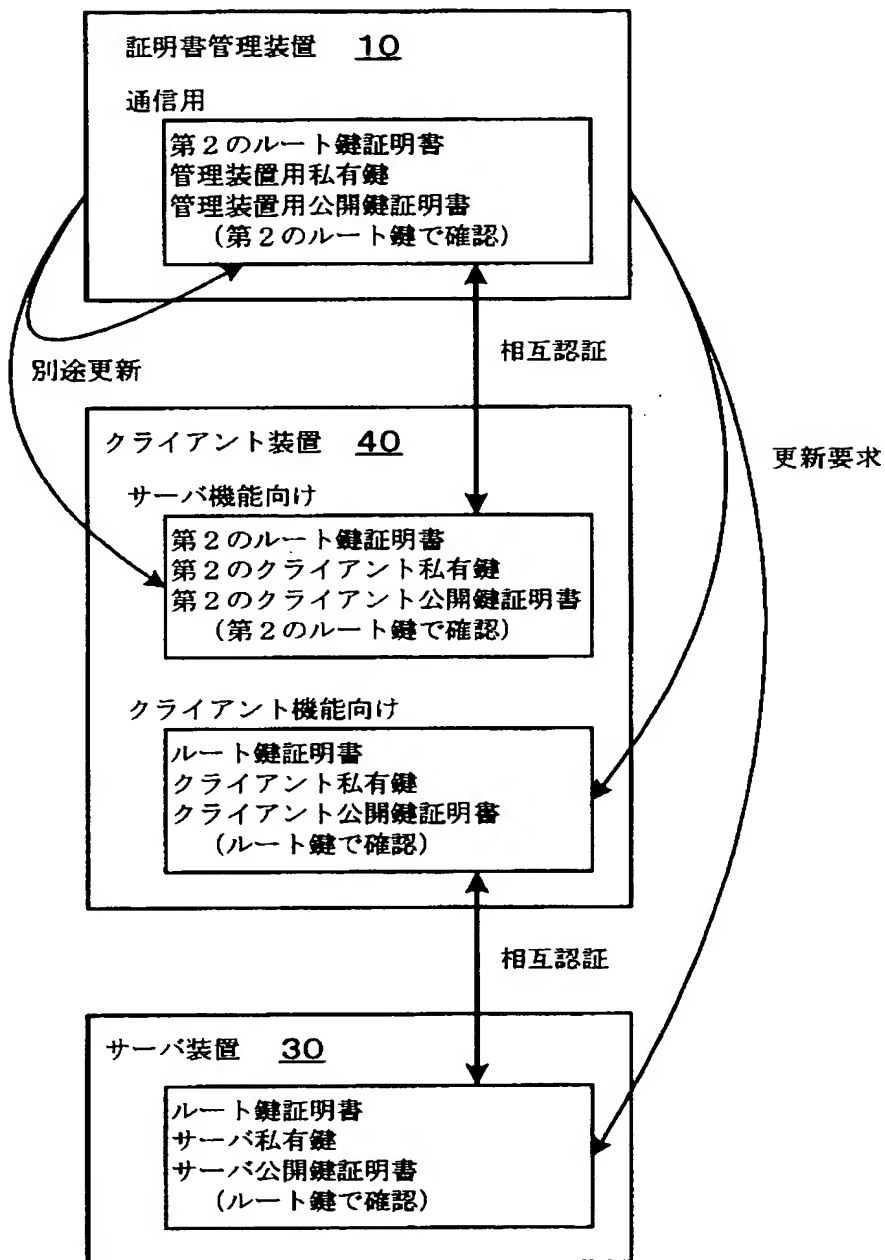 証明書管理装置 10
通信用
第2のルート鍵証明書
管理装置用私有鍵
管理装置用公開鍵証明書
(第2のルート鍵で確認)
相互認証
別途更新
クライアント装置 40
更新要求
サーバ機能向け
第2のルート鍵証明書
第2のクライアント私有鍵
第2のクライアント公開鍵証明書
(第2のルート鍵で確認)
クライアント機能向け
ルート鍵証明書
クライアント私有鍵
クライアント公開鍵証明書
(ルート鍵で確認)
相互認証
サーバ装置 30
ルート鍵証明書
サーバ私有鍵
サーバ公開鍵証明書
(ルート鍵で確認)